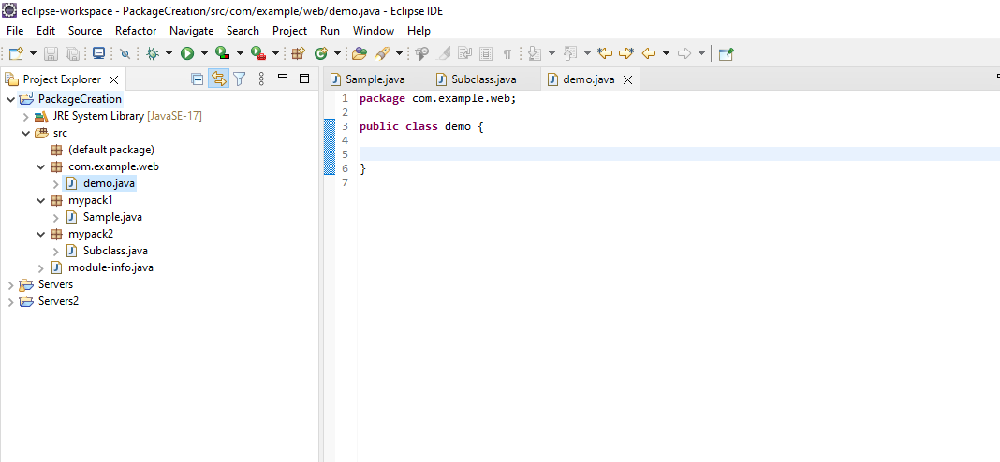 eclipse-workspace - PackageCreation/src/com/example/web/demo.java - Eclipse IDE
File Edit Source Refactor Navigate Search Project Run Window Help
Project Explorer
PackageCreation
JRE System Library [JavaSE-17]
src
(default package)
com.example.web
demo.java
mypack1
Sample.java
mypack2
Subclass.java
module-info.java
Servers
Servers2
Sample.java Subclass.java demo.java
1 package com.example.web;
2
3 public class demo {
4
5
6 }
7